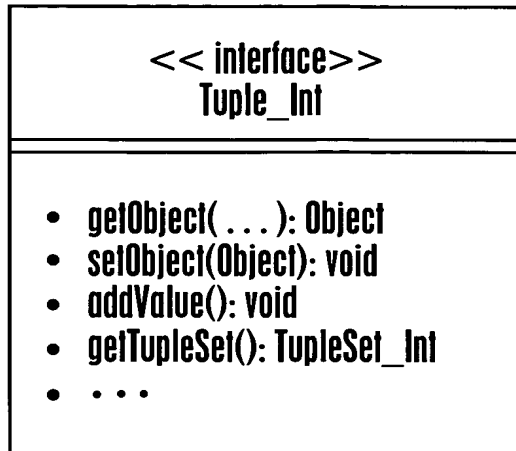 << interface>>
Tuple_Int
• getObject( . . . ): Object
• setObject(Object): void
• addValue(): void
• getTupleSet(): TupleSet_Int
• • • •